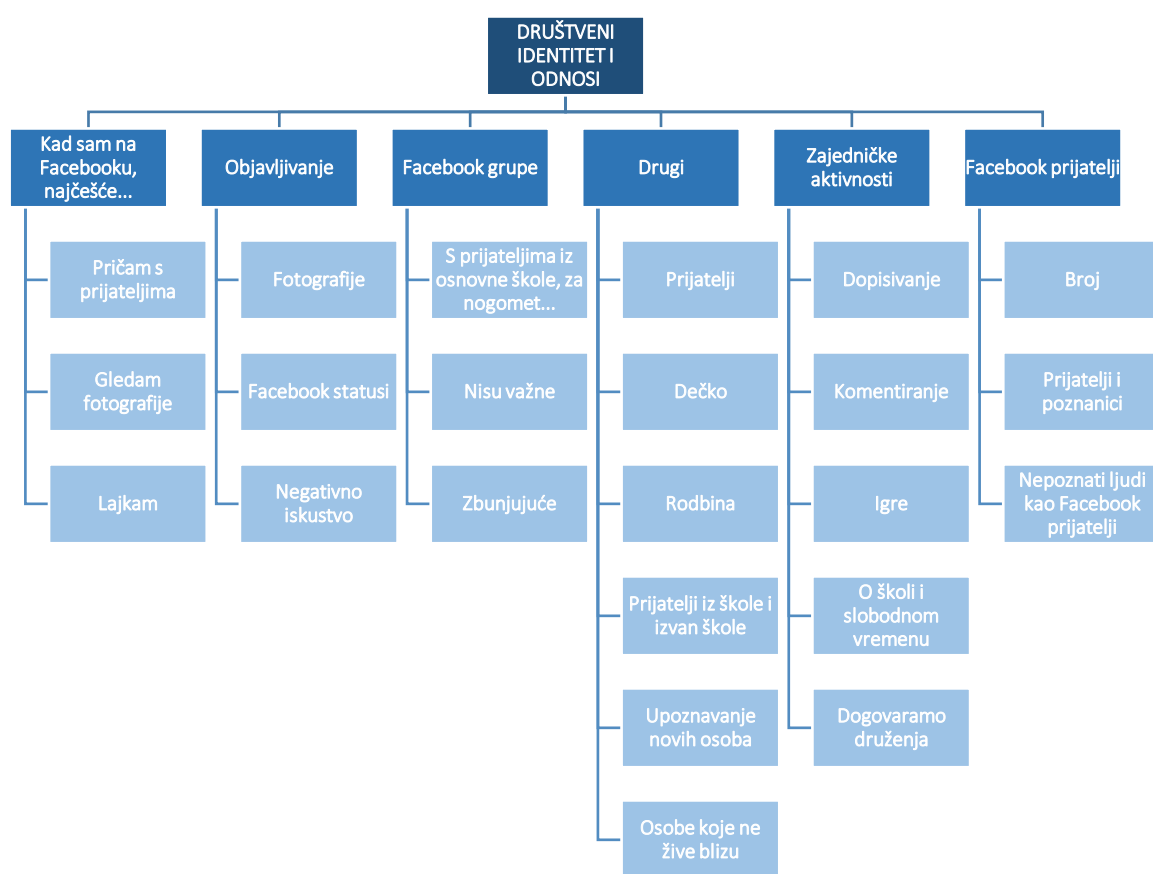 DRUŠTVENI
IDENTITET I
ODNOSI
Kad sam na
Facebooku,
najčešće...
Pričam s
prijateljima
Gledam
fotografije
Lajkam
Objavljivanje
Fotografije
Facebook statusi
Negativno
iskustvo
Facebook grupe
S prijateljima iz
osnovne škole, za
nogomet...
Nisu važne
Zbunjujuće
Drugi
Prijatelji
Dečko
Rodbina
Prijatelji iz škole i
izvan škole
Upoznavanje
novih osoba
Osobe koje ne
žive blizu
Zajedničke
aktivnosti
Dopisivanje
Komentiranje
Igre
O školi i
slobodnom
vremenu
Dogovaramo
druženja
Facebook prijatelji
Broj
Prijatelji i
poznanici
Nepoznati ljudi
kao Facebook
prijatelji